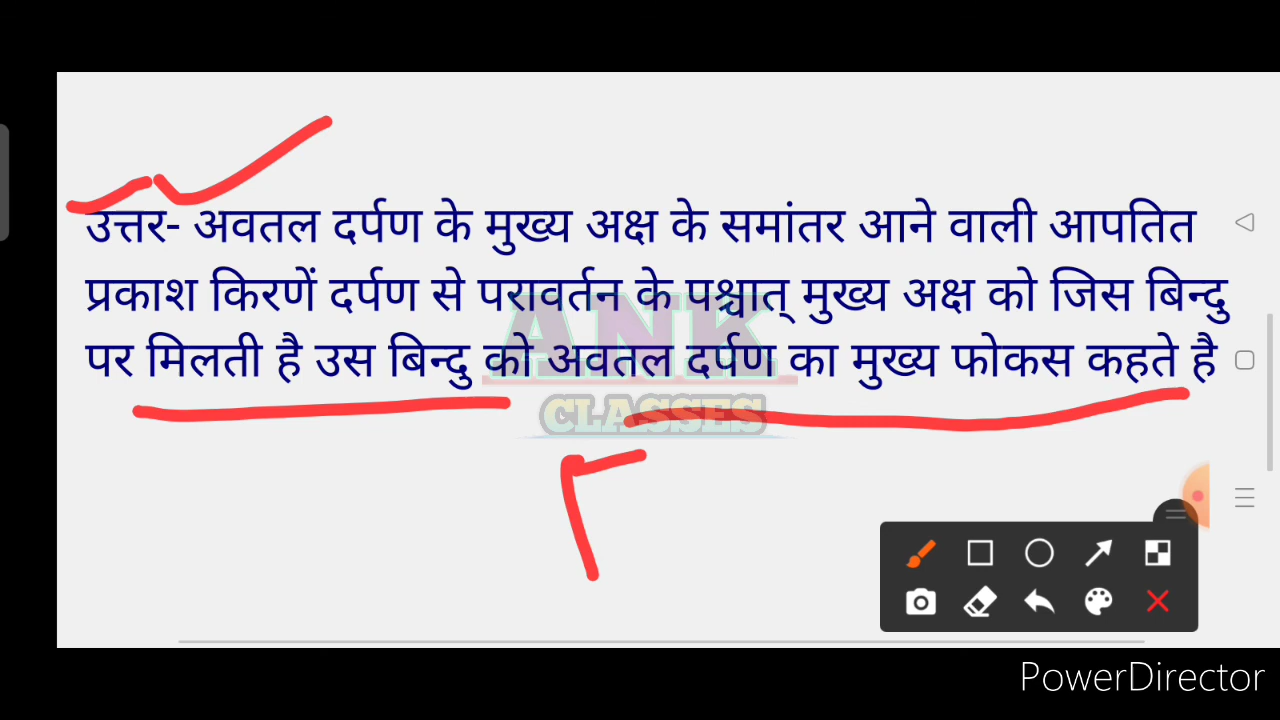 उत्तर- अवतल दर्पण के मुख्य अक्ष के समांतर आने वाली आपतित
प्रकाश किरणें दर्पण से परावर्तन के पश्चात् मुख्य अक्ष को जिस बिन्दु
पर मिलती है उस बिन्दु को अवतल दर्पण का मुख्य फोकस कहते है
ANK
CLASSES
PowerDirector